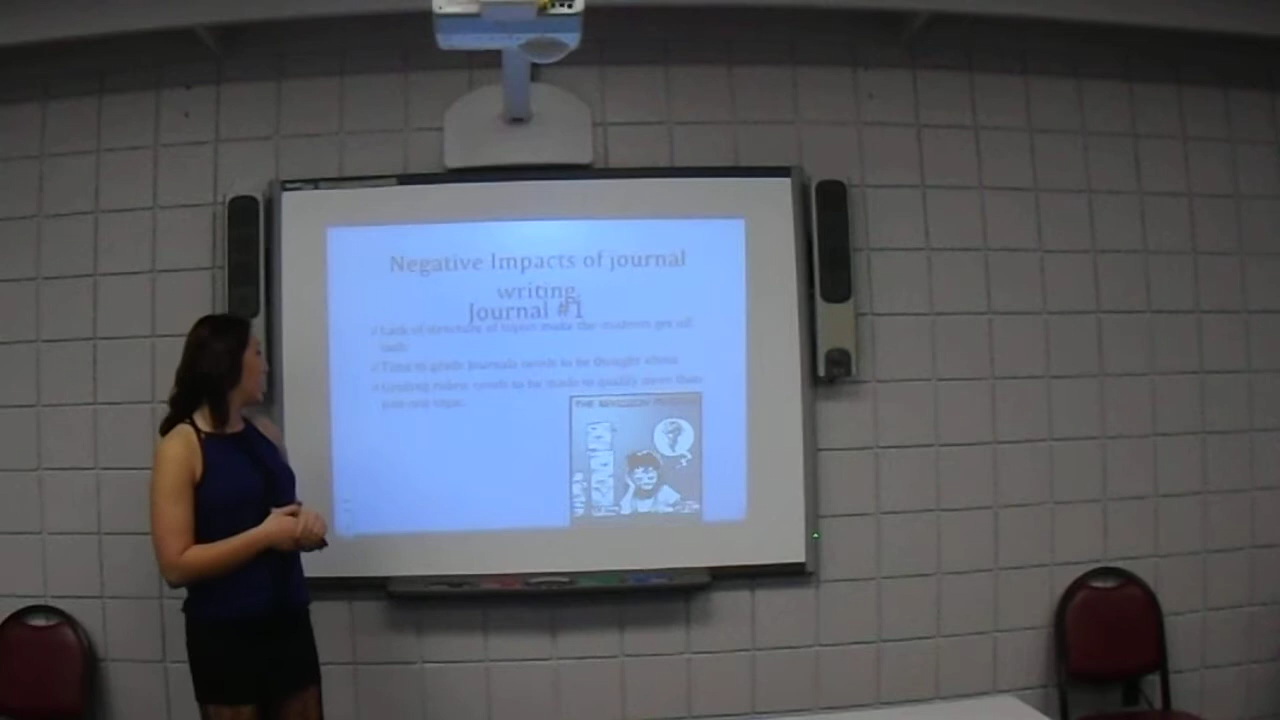 Negative Impacts of journal
writing.
Journal #1
Lack of structure of topics make the students get off
task.
Time to grade journals needs to be thought about
Grading rubric needs to be made to qualify more than
just one topic.
THE REVISION